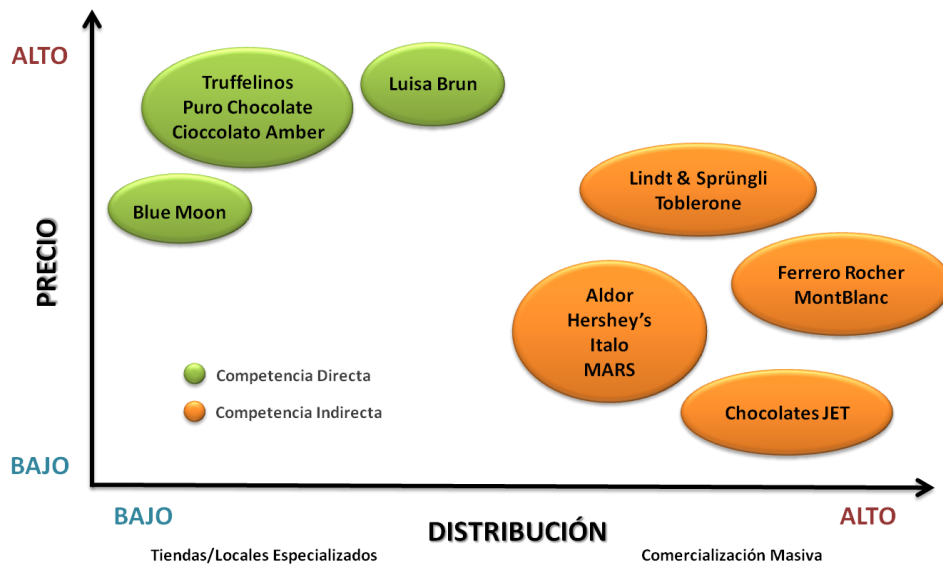 ALTO
Truffelinos
Puro Chocolate
Cioccolato Amber
Luisa Brun
Blue Moon
Lindt & Sprüngli
Toblerone
Ferrero Rocher
MontBlanc
Aldor
Hershey’s
Italo
MARS
Chocolates JET
PRECIO
Competencia Directa
Competencia Indirecta
BAJO
BAJO
DISTRIBUCIÓN
ALTO
Tiendas/Locales Especializados
Comercialización Masiva